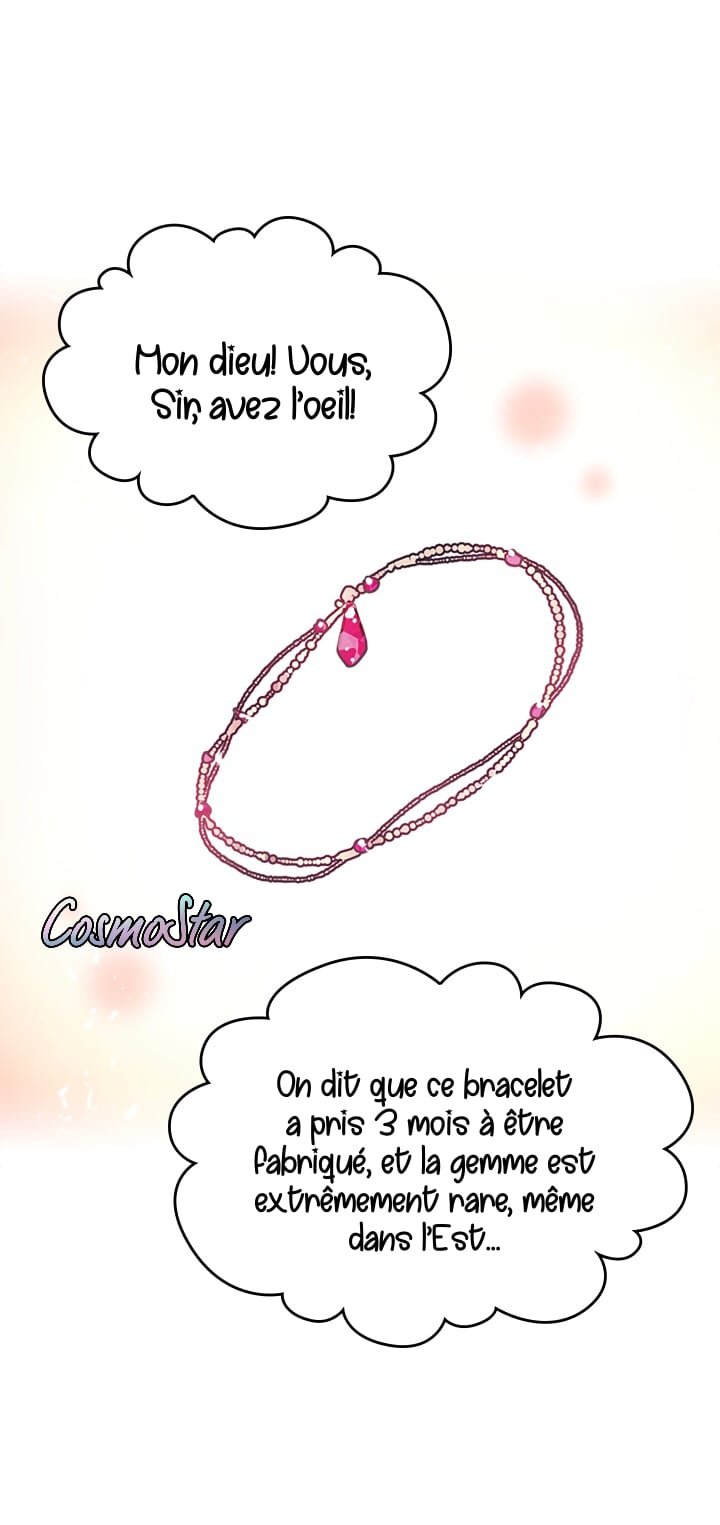 Mon dieu! Vous,
Sir, avez l'oeil!
CosmoStar
On dit que ce bracelet
a pris 3 mois à être
fabriqué, et la gemme est
extrêmement rare, même
dans l'Est...